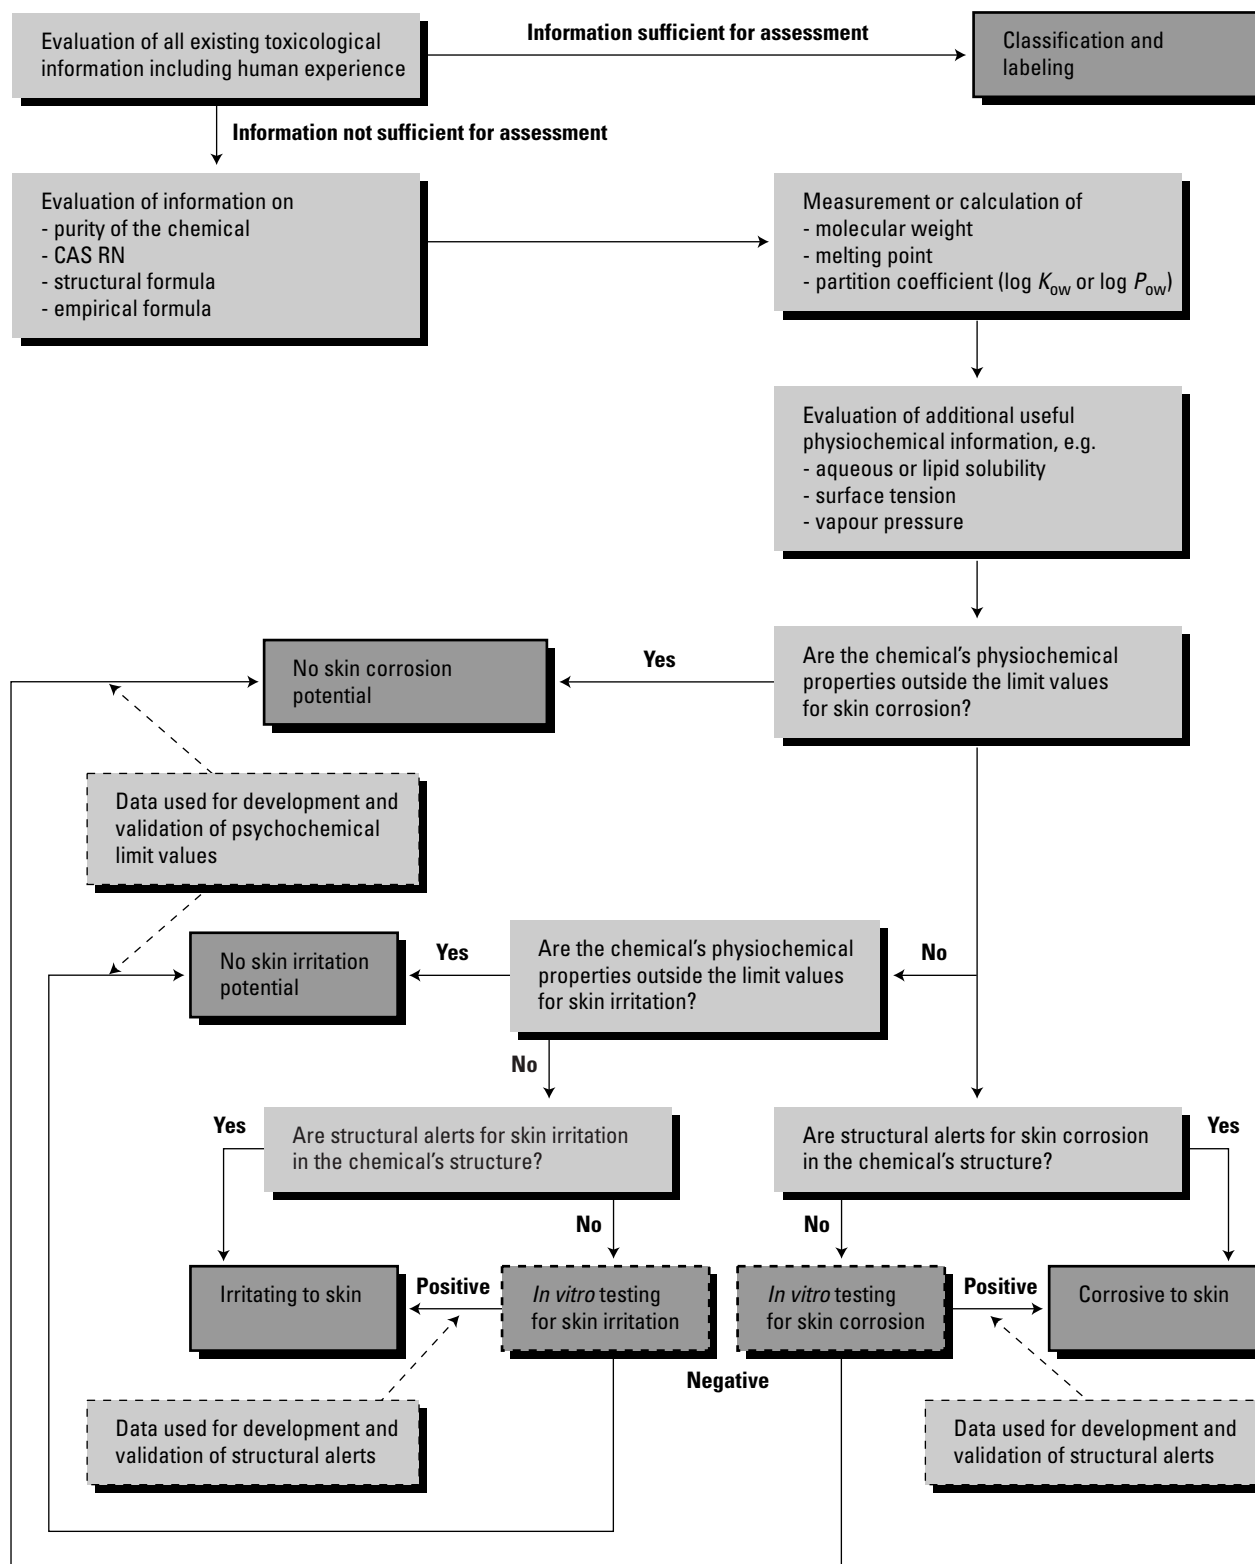 Evaluation of all existing toxicological
information including human experience
Information sufficient for assessment
Classification and
labeling
Information not sufficient for assessment
Evaluation of information on
- purity of the chemical
- CAS RN
- structural formula
- empirical formula
Measurement or calculation of
- molecular weight
- melting point
- partition coefficient (log Kow or log Pow)
Evaluation of additional useful
physiochemical information, e.g.
- aqueous or lipid solubility
- surface tension
- vapour pressure
No skin corrosion
potential
Yes
Are the chemical's physiochemical
properties outside the limit values
for skin corrosion?
Data used for development and
validation of psychochemical
limit values
No skin irritation
potential
Yes
Are the chemical's physiochemical
properties outside the limit values
for skin irritation?
No
No
Yes
Are structural alerts for skin irritation
in the chemical's structure?
Are structural alerts for skin corrosion
in the chemical's structure?
Yes
No
No
Irritating to skin
Positive
In vitro testing
for skin irritation
In vitro testing
for skin corrosion
Positive
Corrosive to skin
Negative
Data used for development and
validation of structural alerts
Data used for development and
validation of structural alerts